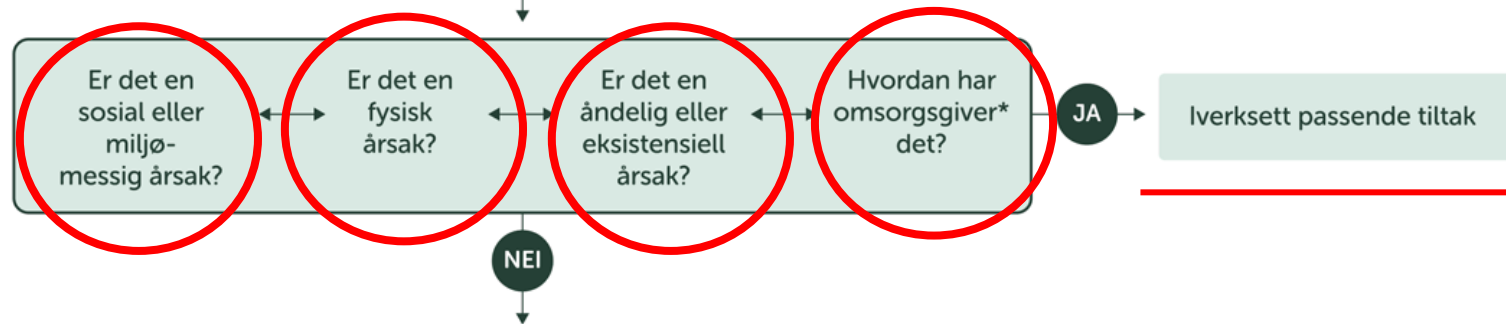 Er det en
sosial eller
miljø-
messig årsak?
Er det en
fysisk
årsak?
Er det en
åndelig eller
eksistensiell
årsak?
Hvordan har
omsorgsgiver*
det?
JA
Iverksett passende tiltak
NEI